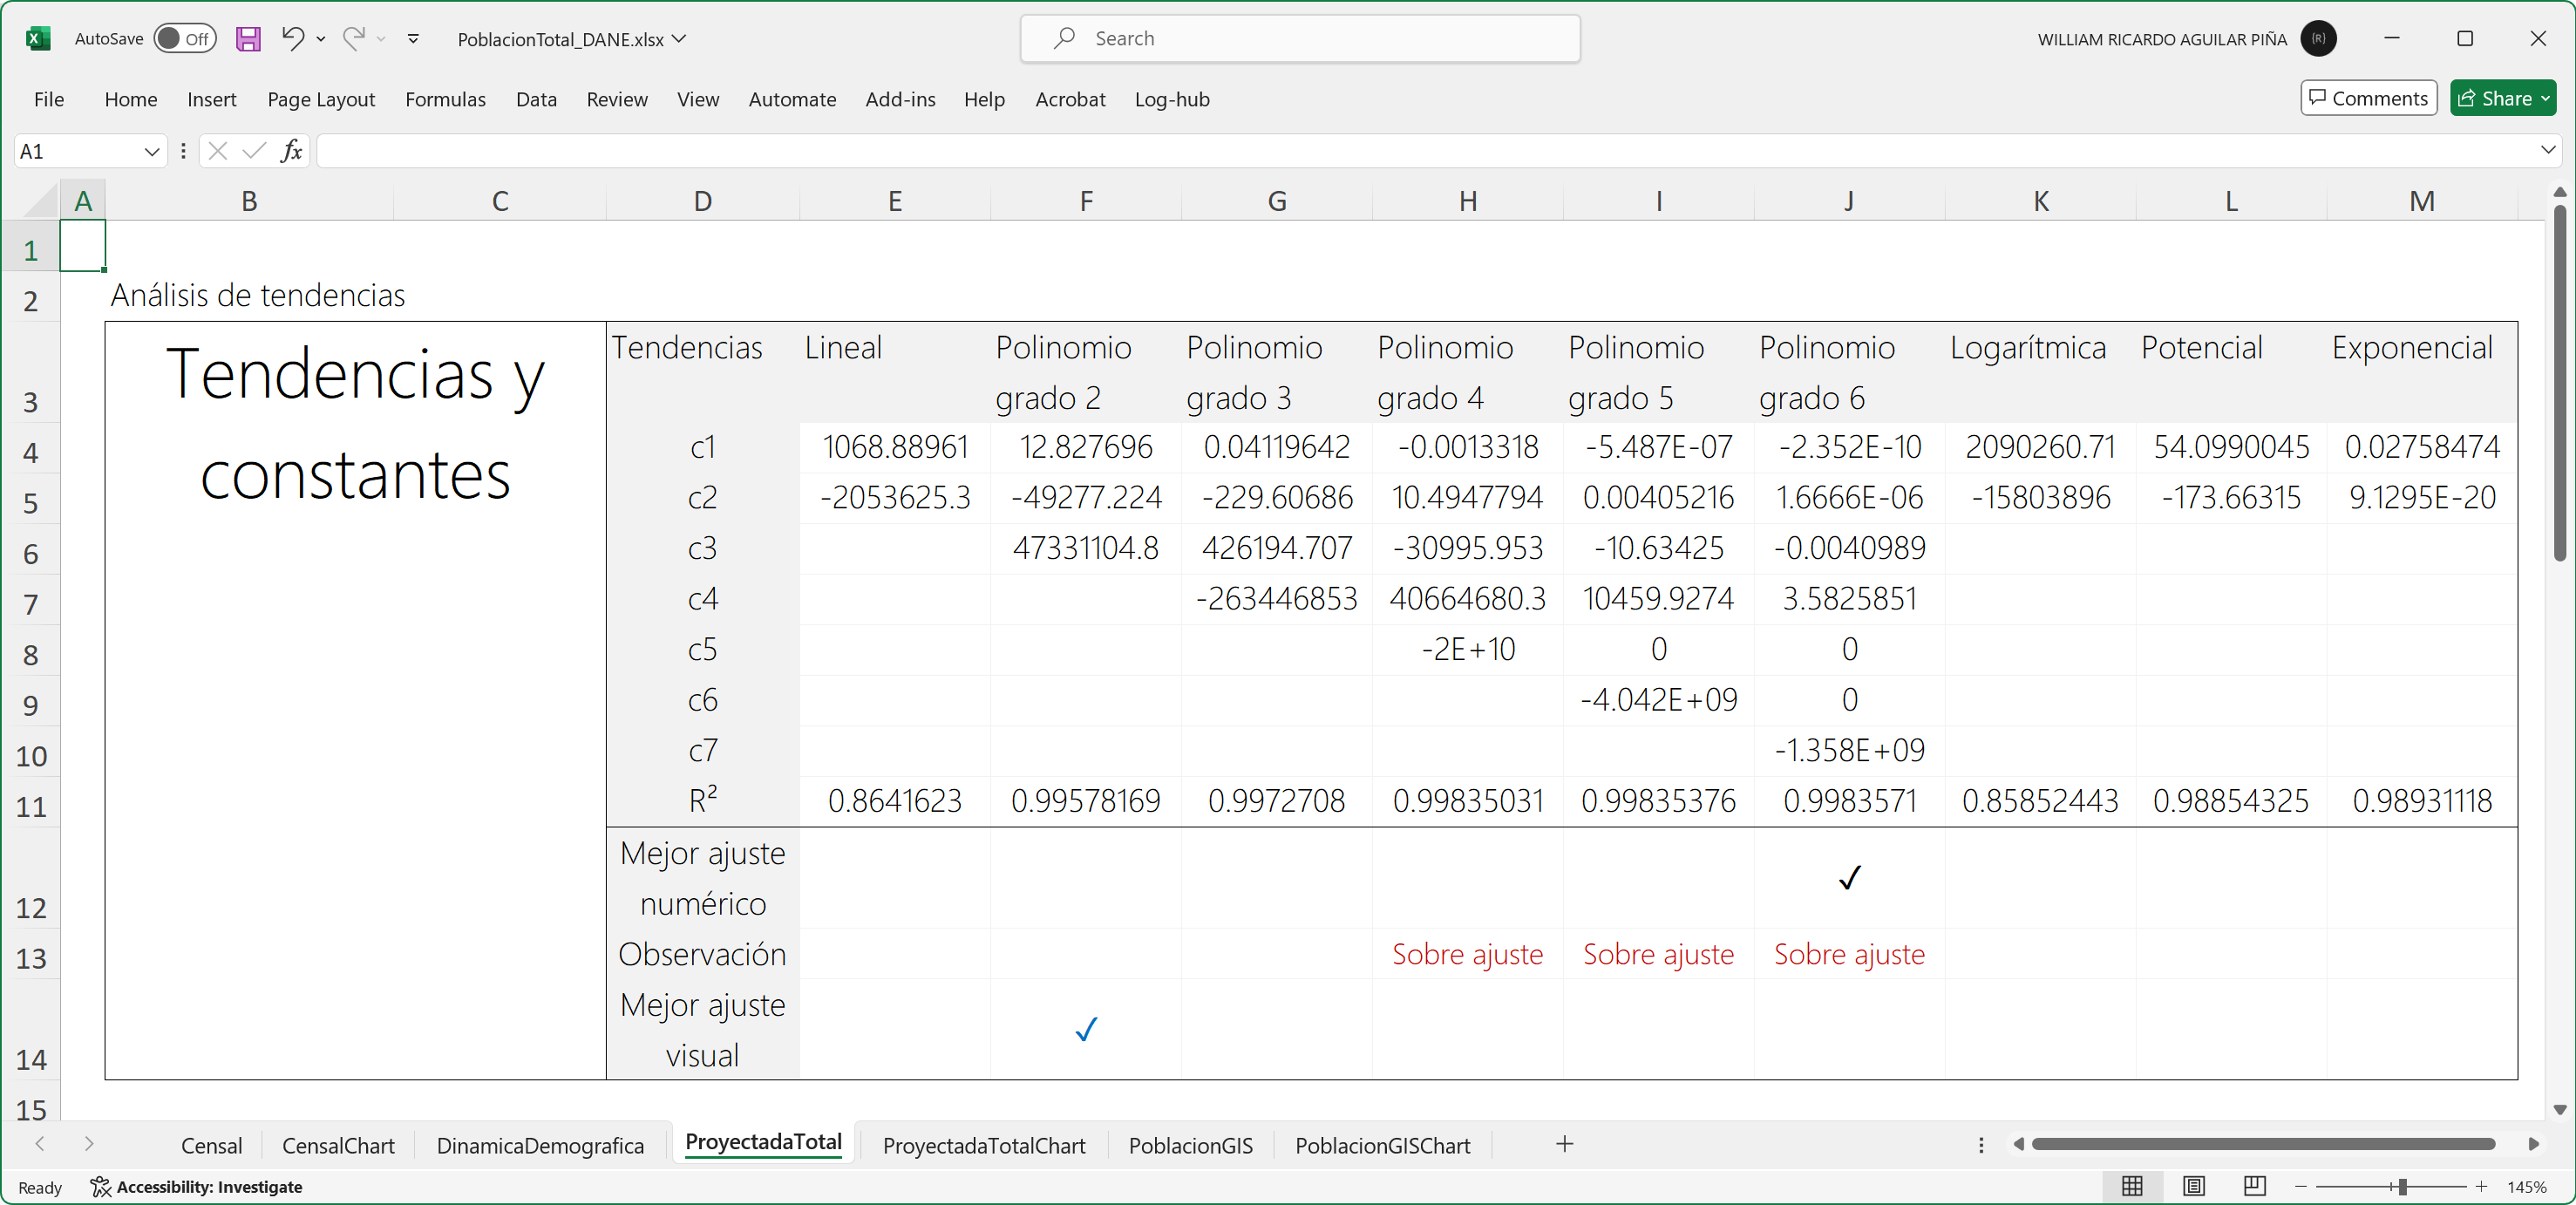 AutoSave Off PoblacionTotal_DANE.xlsx Search WILLIAM RICARDO AGUILAR PIÑA {R}
File Home Insert Page Layout Formulas Data Review View Automate Add-ins Help Acrobat Log-hub Comments Share
A1 fx
A B C D E F G H I J K L M
1
2 Análisis de tendencias
3 Tendencias y constantes Tendencias Lineal Polinomio grado 2 Polinomio grado 3 Polinomio grado 4 Polinomio grado 5 Polinomio grado 6 Logarítmica Potencial Exponencial
4 c1 1068.88961 12.827696 0.04119642 -0.0013318 -5.487E-07 -2.352E-10 2090260.71 54.0990045 0.02758474
5 c2 -2053625.3 -49277.224 -229.60686 10.4947794 0.00405216 1.6666E-06 -15803896 -173.66315 9.1295E-20
6 c3 47331104.8 426194.707 -30995.953 -10.63425 -0.0040989
7 c4 -263446853 40664680.3 10459.9274 3.5825851
8 c5 -2E+10 0 0
9 c6 -4.042E+09 0
10 c7 -1.358E+09
11 R² 0.8641623 0.99578169 0.9972708 0.99835031 0.99835376 0.9983571 0.85852443 0.98854325 0.98931118
12 Mejor ajuste numérico ✓
13 Observación Sobre ajuste Sobre ajuste Sobre ajuste
14 Mejor ajuste visual ✓
15
Censal CensalChart DinamicaDemografica ProyectadaTotal ProyectadaTotalChart PoblacionGIS PoblacionGISChart +
Ready Accessibility: Investigate 145%